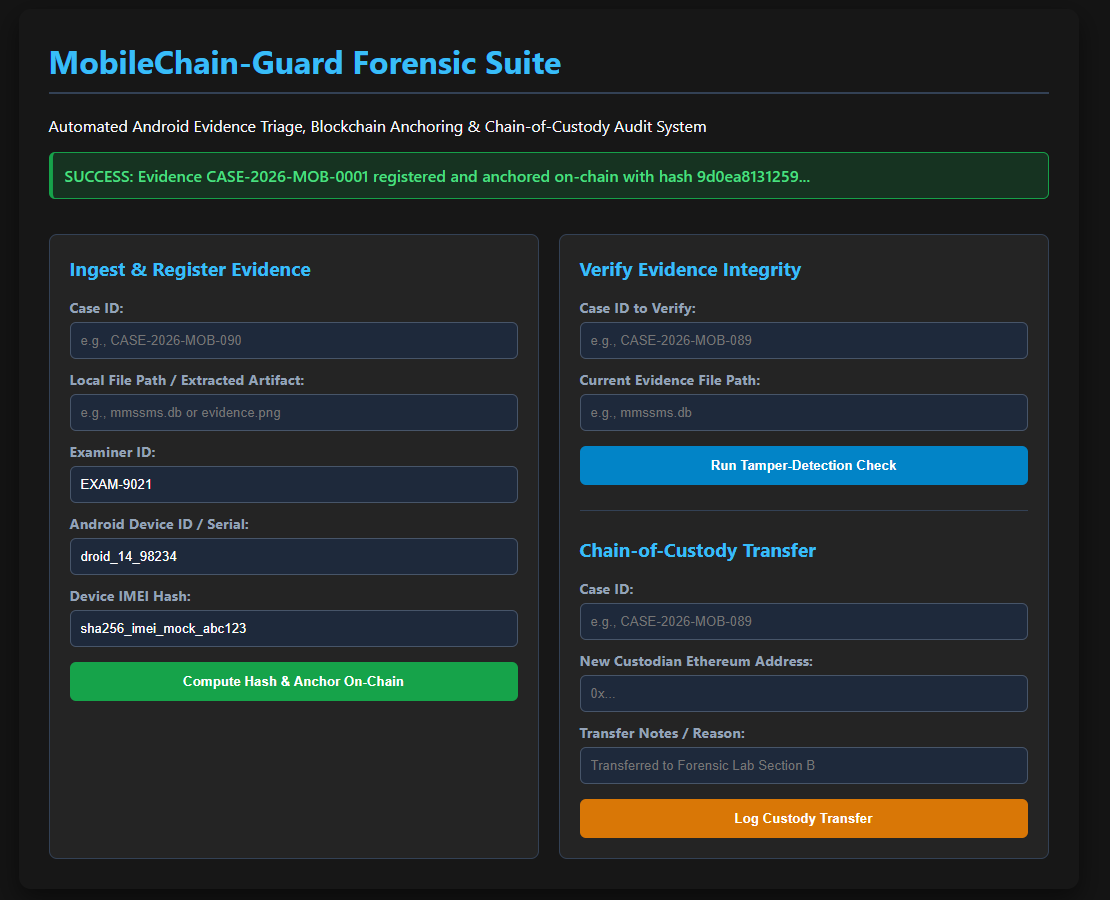 MobileChain-Guard Forensic Suite
Automated Android Evidence Triage, Blockchain Anchoring & Chain-of-Custody Audit System
SUCCESS: Evidence CASE-2026-MOB-0001 registered and anchored on-chain with hash 9d0ea8131259...
Ingest & Register Evidence
Case ID:
e.g., CASE-2026-MOB-090
Local File Path / Extracted Artifact:
e.g., mmssms.db or evidence.png
Examiner ID:
EXAM-9021
Android Device ID / Serial:
droid_14_98234
Device IMEI Hash:
sha256_imei_mock_abc123
Compute Hash & Anchor On-Chain
Verify Evidence Integrity
Case ID to Verify:
e.g., CASE-2026-MOB-089
Current Evidence File Path:
e.g., mmssms.db
Run Tamper-Detection Check
Chain-of-Custody Transfer
Case ID:
e.g., CASE-2026-MOB-089
New Custodian Ethereum Address:
0x...
Transfer Notes / Reason:
Transferred to Forensic Lab Section B
Log Custody Transfer